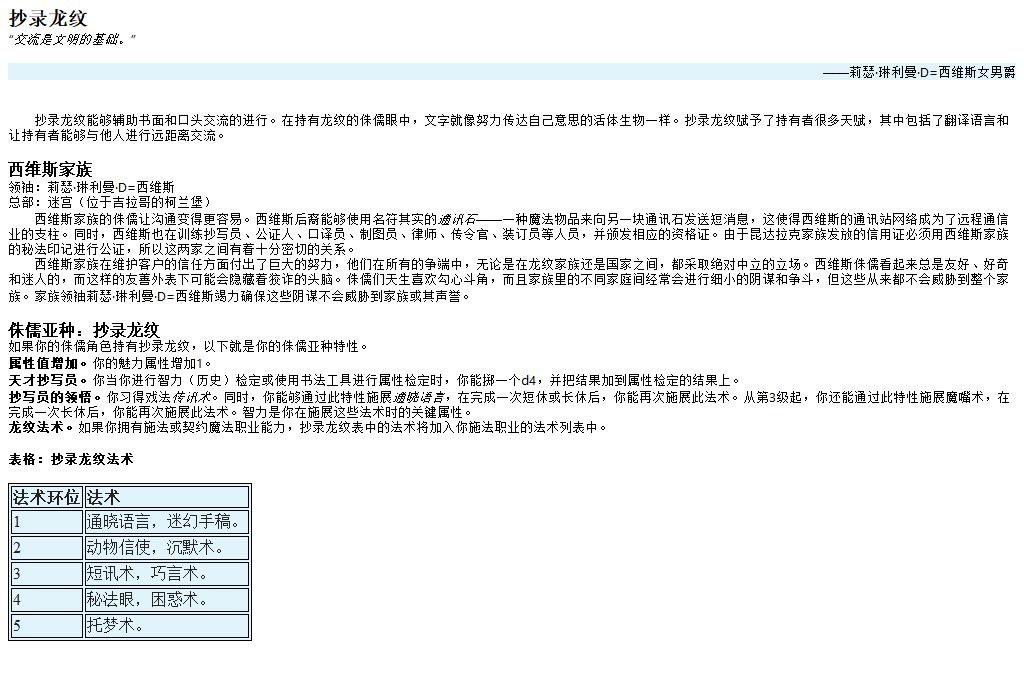 抄录龙纹
“交流是文明的基础。”
——莉瑟·琳利曼·D=西维斯女男爵
抄录龙纹能够辅助书面和口头交流的进行。在持有龙纹的侏儒眼中，文字就像努力传达自己意思的活体生物一样。抄录龙纹赋予了持有者很多天赋，其中包括了翻译语言和
让持有者能够与他人进行远距离交流。
西维斯家族
领袖：莉瑟·琳利曼·D=西维斯
总部：迷宫（位于吉拉哥的柯兰堡）
西维斯家族的侏儒让沟通变得更容易。西维斯后裔能够使用名符其实的通讯石——一种魔法物品来向另一块通讯石发送短消息，这使得西维斯的通讯站网络成为了远程通信
业的支柱。同时，西维斯也在训练抄写员、公证人、口译员、制图员、律师、传令官、装订员等人员，并颁发相应的资格证。由于昆达拉克家族发放的信用证必须用西维斯家族
的秘法印记进行公证，所以这两家之间有着十分密切的关系。
西维斯家族在维护客户的信任方面付出了巨大的努力，他们在所有的争端中，无论是在龙纹家族还是国家之间，都采取绝对中立的立场。西维斯侏儒看起来总是友好、好奇
和迷人的，而这样的友善外表下可能会隐藏着狡诈的头脑。侏儒们天生喜欢勾心斗角，而且家族里的不同家庭间经常会进行细小的阴谋和争斗，但这些从来都不会威胁到整个家
族。家族领袖莉瑟·琳利曼·D=西维斯竭力确保这些阴谋不会威胁到家族或其声誉。
侏儒亚种：抄录龙纹
如果你的侏儒角色持有抄录龙纹，以下就是你的侏儒亚种特性。
属性值增加。你的魅力属性增加1。
天才抄写员。你当你进行智力（历史）检定或使用书法工具进行属性检定时，你能掷一个d4，并把结果加到属性检定的结果上。
抄写员的领悟。你习得戏法传讯术。同时，你能够通过此特性施展通晓语言，在完成一次短休或长休后，你能再次施展此法术。从第3级起，你还能通过此特性施展魔嘴术，在
完成一次长休后，你能再次施展此法术。智力是你在施展这些法术时的关键属性。
龙纹法术。如果你拥有施法或契约魔法职业能力，抄录龙纹表中的法术将加入你施法职业的法术列表中。
表格：抄录龙纹法术
法术环位 法术
1 通晓语言，迷幻手稿。
2 动物信使，沉默术。
3 短讯术，巧言术。
4 秘法眼，困惑术。
5 托梦术。